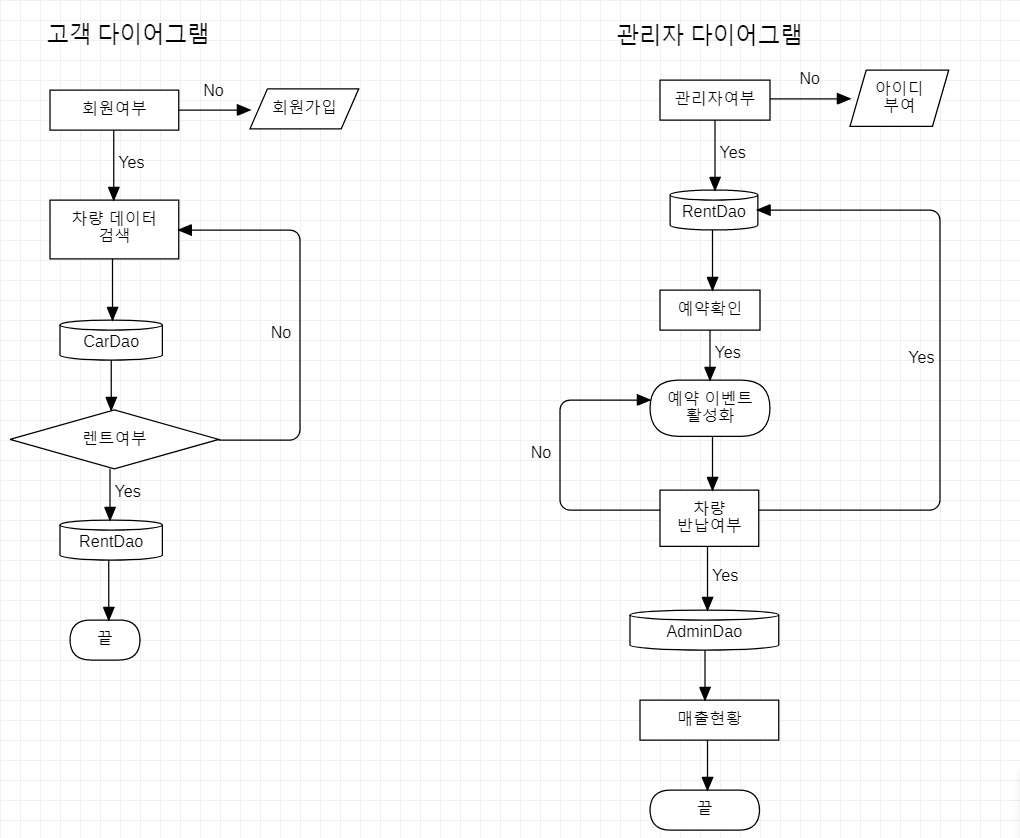 고객 다이어그램
회원여부
No
회원가입
Yes
차량 데이터
검색
No
CarDao
렌트여부
Yes
RentDao
끝
관리자 다이어그램
관리자여부
No
아이디
부여
Yes
RentDao
예약확인
Yes
Yes
예약 이벤트
활성화
No
차량
반납여부
Yes
AdminDao
매출현황
끝